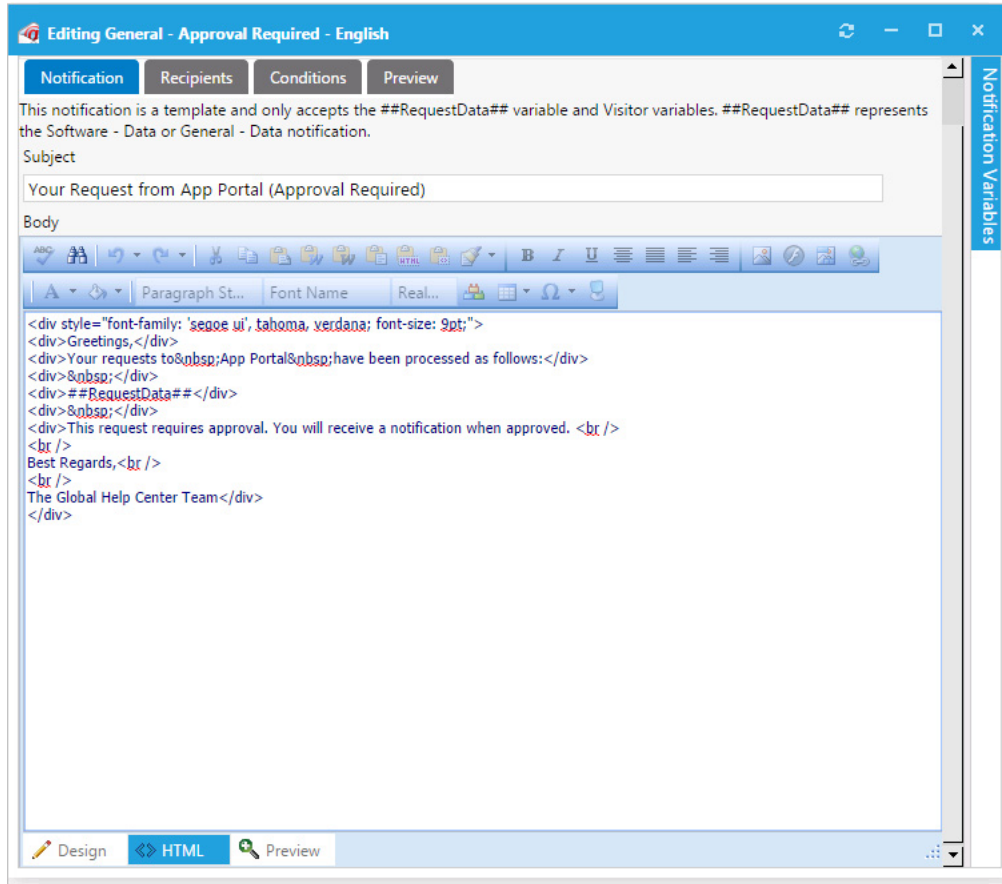 Editing General - Approval Required - English
Notification Recipients Conditions Preview
This notification is a template and only accepts the ##RequestData## variable and Visitor variables. ##RequestData## represents
the Software - Data or General - Data notification.
Subject
Your Request from App Portal (Approval Required)
Body
ABC
HTML
B I U
A Paragraph St... Font Name Real... Ω
<div style="font-family: 'segoe ui', tahoma, verdana; font-size: 9pt;">
<div>Greetings,</div>
<div>Your requests to&nbsp;App Portal&nbsp;have been processed as follows:</div>
<div>&nbsp;</div>
<div>##RequestData##</div>
<div>&nbsp;</div>
<div>This request requires approval. You will receive a notification when approved. <br />
<br />
Best Regards,<br />
<br />
The Global Help Center Team</div>
</div>
Design HTML Preview
Notification Variables